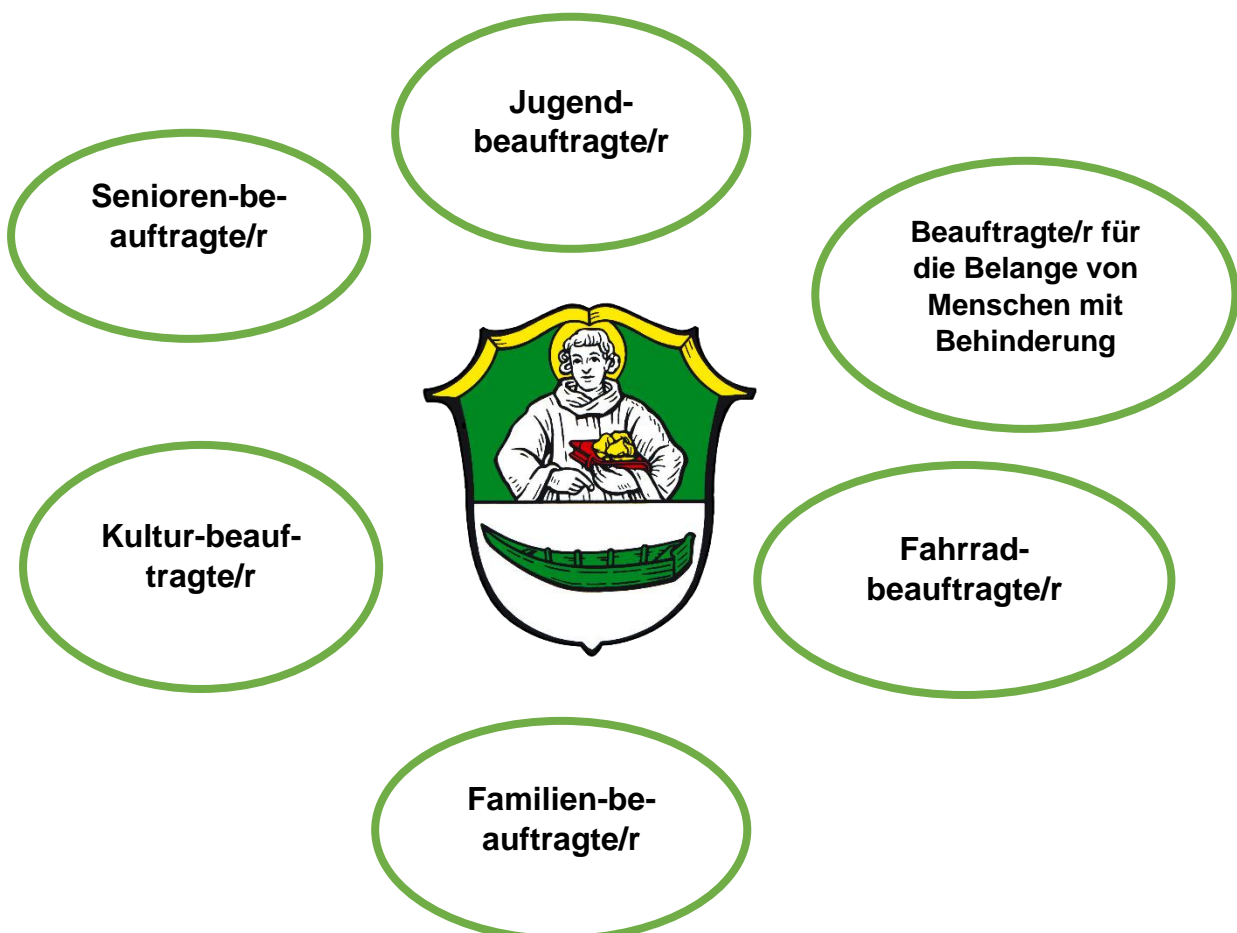 Jugend-
beauftragte/r
Senioren-be-
auftragte/r
Beauftragte/r für
die Belange von
Menschen mit
Behinderung
Kultur-beauf-
tragte/r
Fahrrad-
beauftragte/r
Familien-be-
auftragte/r